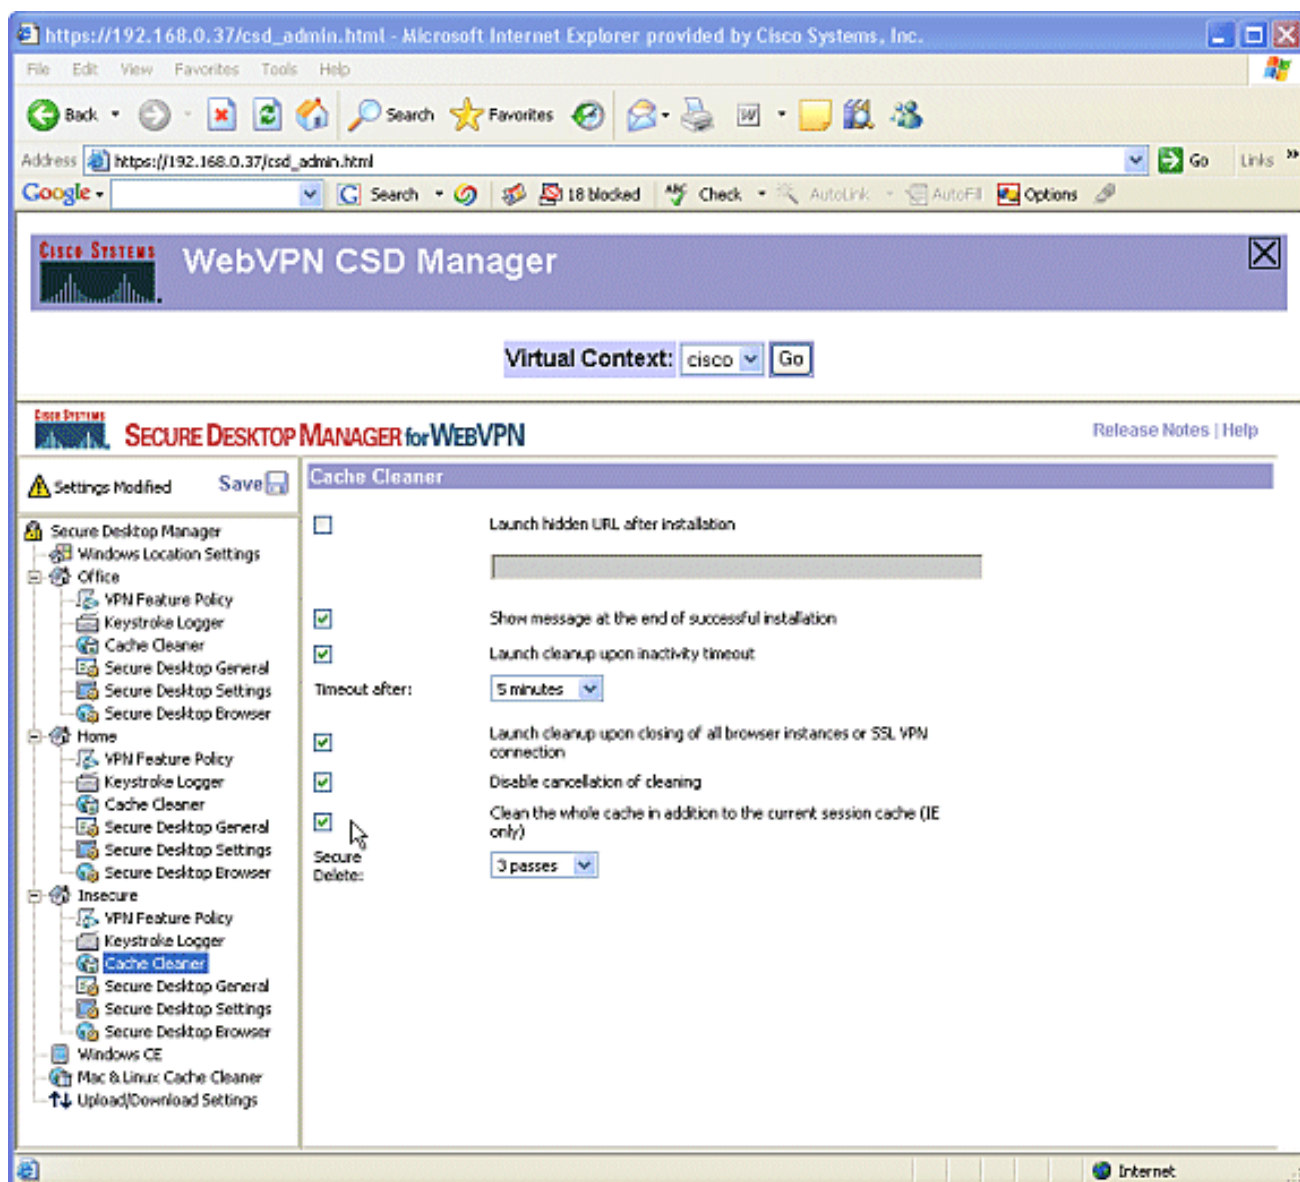 https://192.168.0.37/csd_admin.html - Microsoft Internet Explorer provided by Cisco Systems, Inc.
File Edit View Favorites Tools Help
Back Search Favorites
Address https://192.168.0.37/csd_admin.html Go Links »
Google Search 18 blocked ABC Check AutoLink AutoFill Options
CISCO SYSTEMS
WebVPN CSD Manager
Virtual Context: cisco Go
CISCO SYSTEMS
SECURE DESKTOP MANAGER for WEBVPN
Release Notes | Help
Settings Modified Save
Secure Desktop Manager
Windows Location Settings
Office
VPN Feature Policy
Keystroke Logger
Cache Cleaner
Secure Desktop General
Secure Desktop Settings
Secure Desktop Browser
Home
VPN Feature Policy
Keystroke Logger
Cache Cleaner
Secure Desktop General
Secure Desktop Settings
Secure Desktop Browser
Insecure
VPN Feature Policy
Keystroke Logger
Cache Cleaner
Secure Desktop General
Secure Desktop Settings
Secure Desktop Browser
Windows CE
Mac & Linux Cache Cleaner
Upload/Download Settings
Cache Cleaner
Launch hidden URL after installation
Show message at the end of successful installation
Launch cleanup upon inactivity timeout
Timeout after: 5 minutes
Launch cleanup upon closing of all browser instances or SSL VPN
connection
Disable cancellation of cleaning
Clean the whole cache in addition to the current session cache (IE
only)
Secure
Delete:
3 passes
Internet